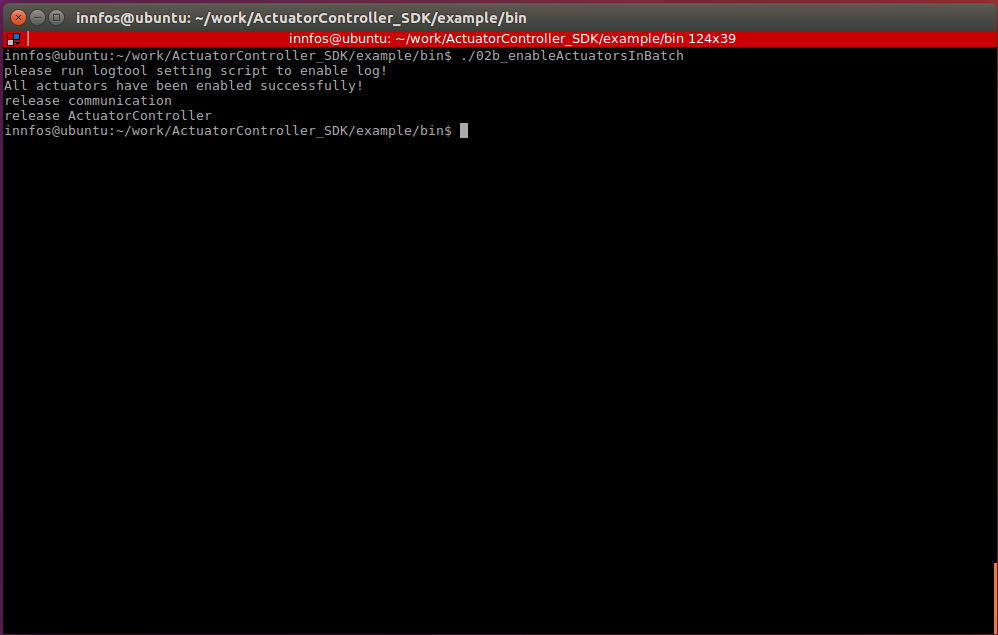 innfos@ubuntu: ~/work/ActuatorController_SDK/example/bin
innfos@ubuntu: ~/work/ActuatorController_SDK/example/bin 124x39
innfos@ubuntu:~/work/ActuatorController_SDK/example/bin$ ./02b_enableActuatorsInBatch
please run logtool setting script to enable log!
All actuators have been enabled successfully!
release communication
release ActuatorController
innfos@ubuntu:~/work/ActuatorController_SDK/example/bin$